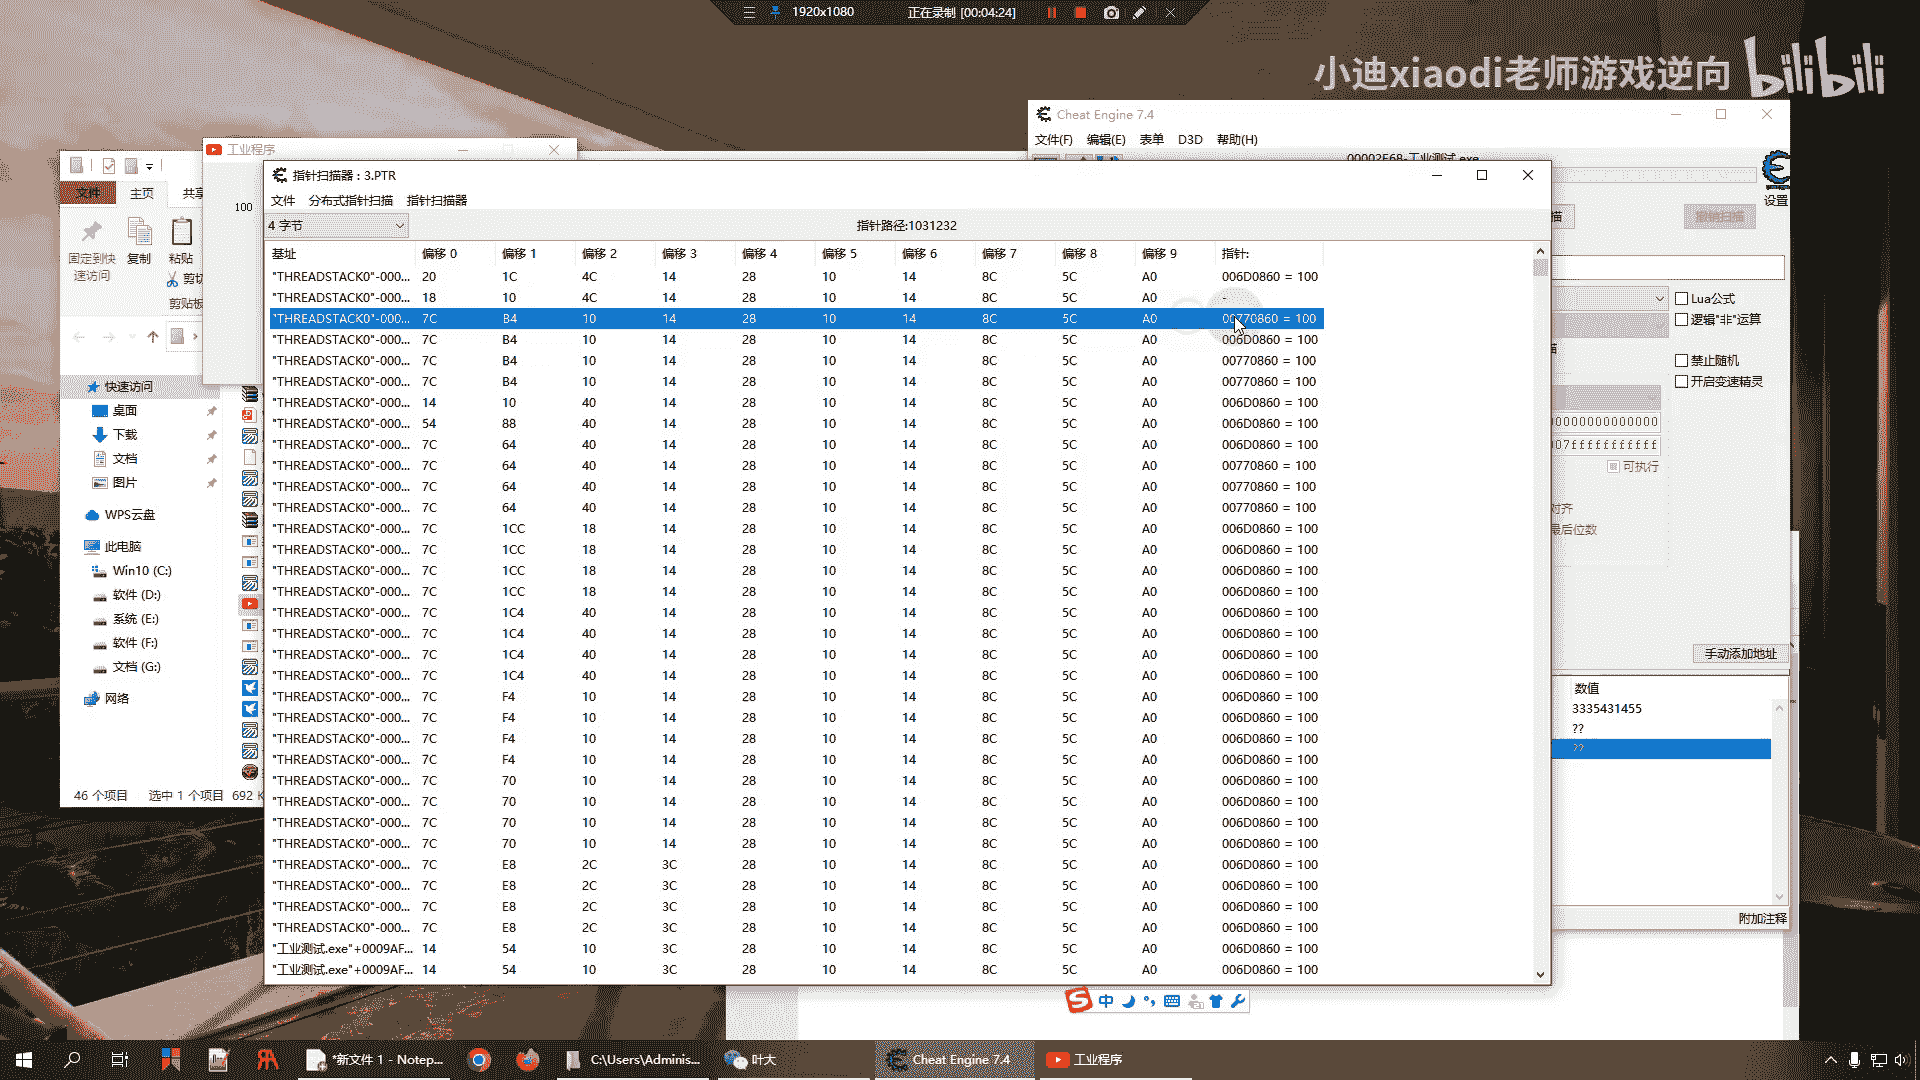 1920x1080 正在录制 [00:04:24]
小迪xiaodi老师游戏逆向 bilibili
Cheat Engine 7.4
文件(F) 编辑(E) 表单 D3D 帮助(H)
00002E68-工业测试.exe
工业程序
100
指针扫描器 : 3.PTR
文件 分布式指针扫描 指针扫描器
4 字节 指针路径:1031232
基址 偏移 0 偏移 1 偏移 2 偏移 3 偏移 4 偏移 5 偏移 6 偏移 7 偏移 8 偏移 9 指针:
"THREADSTACK0"-000... 20 1C 4C 14 28 10 14 8C 5C A0 006D0860 = 100
"THREADSTACK0"-000... 18 10 4C 14 28 10 14 8C 5C A0 -
"THREADSTACK0"-000... 7C B4 10 14 28 10 14 8C 5C A0 00770860 = 100
"THREADSTACK0"-000... 7C B4 10 14 28 10 14 8C 5C A0 006D0860 = 100
"THREADSTACK0"-000... 7C B4 10 14 28 10 14 8C 5C A0 00770860 = 100
"THREADSTACK0"-000... 7C B4 10 14 28 10 14 8C 5C A0 00770860 = 100
"THREADSTACK0"-000... 14 10 40 14 28 10 14 8C 5C A0 006D0860 = 100
"THREADSTACK0"-000... 54 88 40 14 28 10 14 8C 5C A0 006D0860 = 100
"THREADSTACK0"-000... 7C 64 40 14 28 10 14 8C 5C A0 006D0860 = 100
"THREADSTACK0"-000... 7C 64 40 14 28 10 14 8C 5C A0 00770860 = 100
"THREADSTACK0"-000... 7C 64 40 14 28 10 14 8C 5C A0 00770860 = 100
"THREADSTACK0"-000... 7C 64 40 14 28 10 14 8C 5C A0 00770860 = 100
"THREADSTACK0"-000... 7C 1CC 18 14 28 10 14 8C 5C A0 006D0860 = 100
"THREADSTACK0"-000... 7C 1CC 18 14 28 10 14 8C 5C A0 006D0860 = 100
"THREADSTACK0"-000... 7C 1CC 18 14 28 10 14 8C 5C A0 006D0860 = 100
"THREADSTACK0"-000... 7C 1CC 18 14 28 10 14 8C 5C A0 006D0860 = 100
"THREADSTACK0"-000... 7C 1C4 40 14 28 10 14 8C 5C A0 006D0860 = 100
"THREADSTACK0"-000... 7C 1C4 40 14 28 10 14 8C 5C A0 006D0860 = 100
"THREADSTACK0"-000... 7C 1C4 40 14 28 10 14 8C 5C A0 006D0860 = 100
"THREADSTACK0"-000... 7C 1C4 40 14 28 10 14 8C 5C A0 006D0860 = 100
"THREADSTACK0"-000... 7C F4 10 14 28 10 14 8C 5C A0 006D0860 = 100
"THREADSTACK0"-000... 7C F4 10 14 28 10 14 8C 5C A0 006D0860 = 100
"THREADSTACK0"-000... 7C F4 10 14 28 10 14 8C 5C A0 006D0860 = 100
"THREADSTACK0"-000... 7C F4 10 14 28 10 14 8C 5C A0 006D0860 = 100
"THREADSTACK0"-000... 7C 70 10 14 28 10 14 8C 5C A0 006D0860 = 100
"THREADSTACK0"-000... 7C 70 10 14 28 10 14 8C 5C A0 006D0860 = 100
"THREADSTACK0"-000... 7C 70 10 14 28 10 14 8C 5C A0 006D0860 = 100
"THREADSTACK0"-000... 7C 70 10 14 28 10 14 8C 5C A0 006D0860 = 100
"THREADSTACK0"-000... 7C E8 2C 3C 28 10 14 8C 5C A0 006D0860 = 100
"THREADSTACK0"-000... 7C E8 2C 3C 28 10 14 8C 5C A0 006D0860 = 100
"THREADSTACK0"-000... 7C E8 2C 3C 28 10 14 8C 5C A0 006D0860 = 100
"THREADSTACK0"-000... 7C E8 2C 3C 28 10 14 8C 5C A0 006D0860 = 100
"工业测试.exe"+0009AF... 14 54 10 3C 28 10 14 8C 5C A0 006D0860 = 100
"工业测试.exe"+0009AF... 14 54 10 3C 28 10 14 8C 5C A0 006D0860 = 100
文件 主页 共享
固定到快速访问 复制 粘贴
剪切
剪贴板
快速访问
桌面
下载
文档
图片
WPS云盘
此电脑
Win10 (C:)
软件 (D:)
系统 (E:)
软件 (F:)
文档 (G:)
网络
46 个项目 选中 1 个项目 692 K
设置
Lua公式
逻辑"非"运算
禁止随机
开启变速精灵
0000000000000
07fffffffffff
可执行
对齐
最后位数
手动添加地址
数值
3335431455
??
??
附加注释
中
*新文件 1 - Notep...
C:\Users\Adminis...
叶大
Cheat Engine 7.4
工业程序